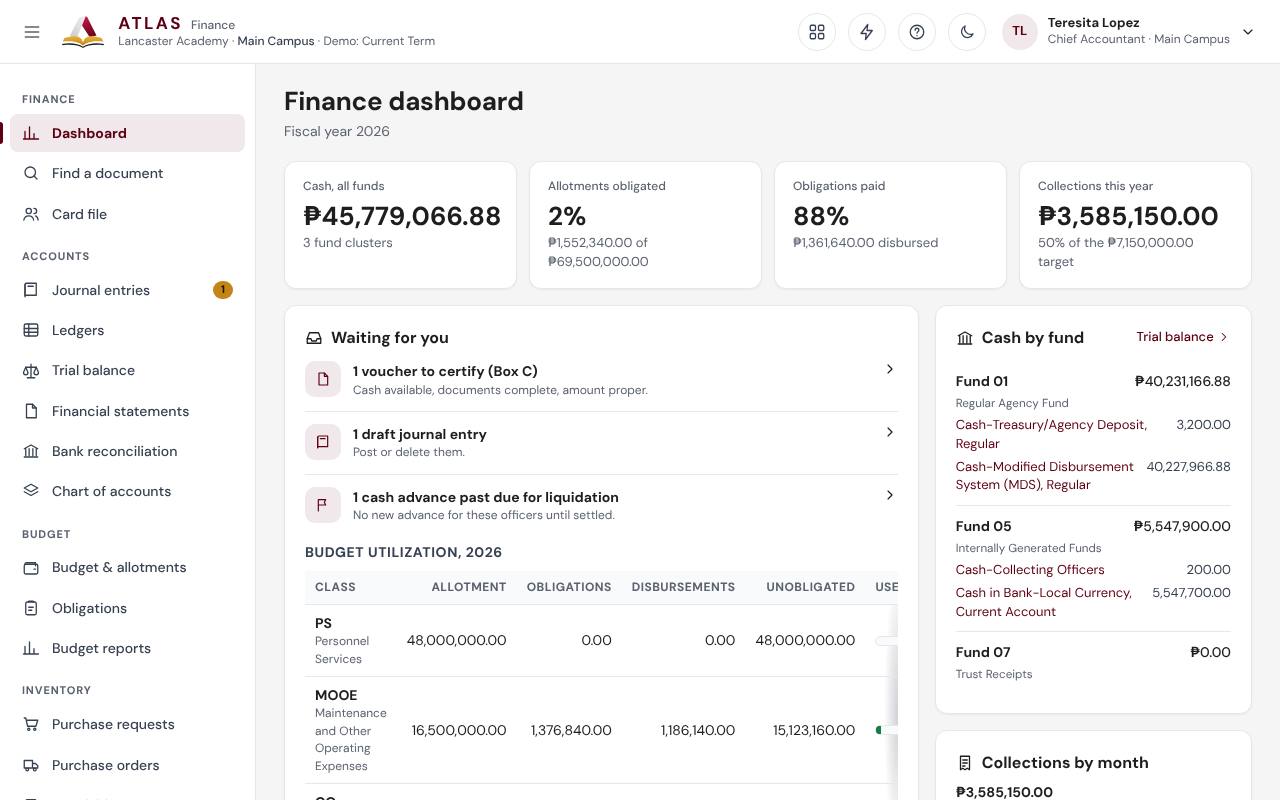 ATLAS Finance
Lancaster Academy · Main Campus · Demo: Current Term
TL
Teresita Lopez
Chief Accountant · Main Campus
FINANCE
Dashboard
Find a document
Card file
ACCOUNTS
Journal entries 1
Ledgers
Trial balance
Financial statements
Bank reconciliation
Chart of accounts
BUDGET
Budget & allotments
Obligations
Budget reports
INVENTORY
Purchase requests
Purchase orders
Finance dashboard
Fiscal year 2026
Cash, all funds
₱45,779,066.88
3 fund clusters
Allotments obligated
2%
₱1,552,340.00 of
₱69,500,000.00
Obligations paid
88%
₱1,361,640.00 disbursed
Collections this year
₱3,585,150.00
50% of the ₱7,150,000.00
target
Waiting for you
1 voucher to certify (Box C)
Cash available, documents complete, amount proper.
1 draft journal entry
Post or delete them.
1 cash advance past due for liquidation
No new advance for these officers until settled.
BUDGET UTILIZATION, 2026
CLASS ALLOTMENT OBLIGATIONS DISBURSEMENTS UNOBLIGATED USE
PS
Personnel
Services
48,000,000.00 0.00 0.00 48,000,000.00
MOOE
Maintenance
and Other
Operating
Expenses
16,500,000.00 1,376,840.00 1,186,140.00 15,123,160.00
Cash by fund
Trial balance
Fund 01 ₱40,231,166.88
Regular Agency Fund
Cash-Treasury/Agency Deposit, 3,200.00
Regular
Cash-Modified Disbursement 40,227,966.88
System (MDS), Regular
Fund 05 ₱5,547,900.00
Internally Generated Funds
Cash-Collecting Officers 200.00
Cash in Bank-Local Currency, 5,547,700.00
Current Account
Fund 07 ₱0.00
Trust Receipts
Collections by month
₱3,585,150.00